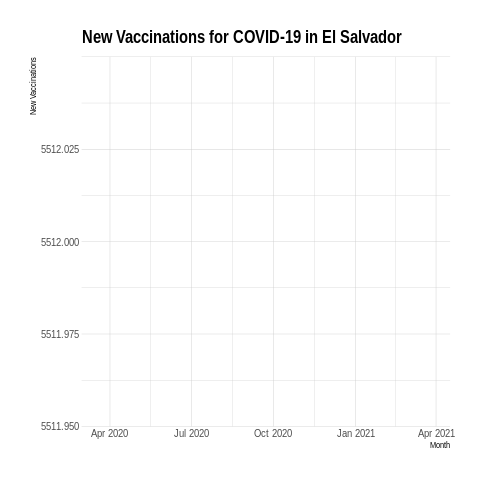 New Vaccinations for COVID-19 in El Salvador
New Vaccinations
5512.025
5512.000
5511.975
5511.950
Apr 2020
Jul 2020
Oct 2020
Jan 2021
Apr 2021
Month